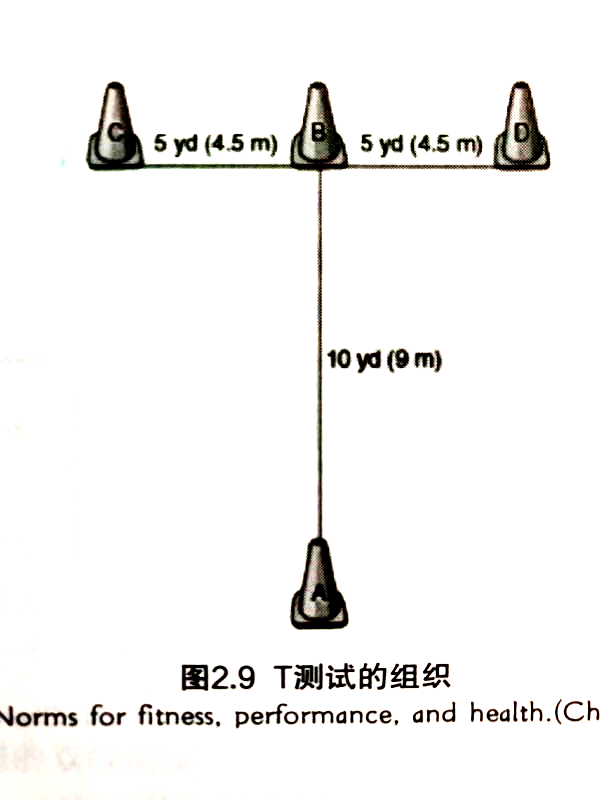 C 5 yd (4.5 m) B 5 yd (4.5 m) D
10 yd (9 m)
A
图2.9 T测试的组织
Norms for fitness, performance, and health.(Ch